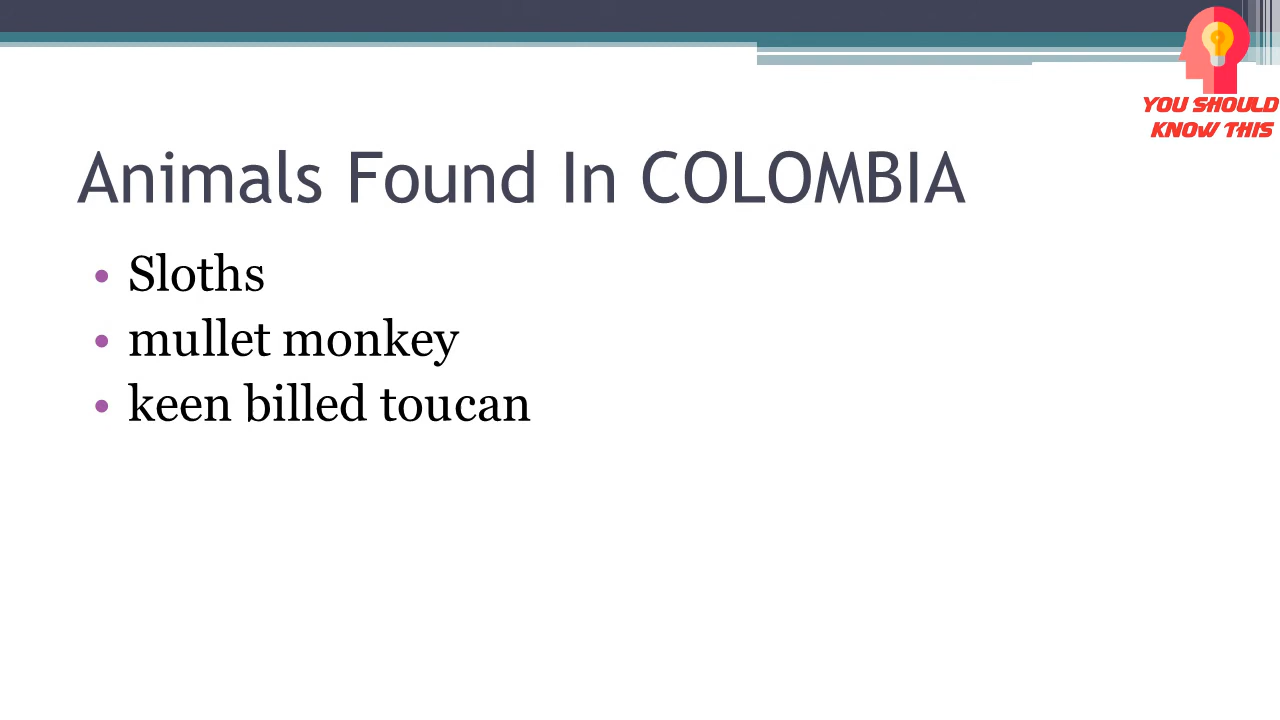 YOU SHOULD
KNOW THIS
Animals Found In COLOMBIA
• Sloths
• mullet monkey
• keen billed toucan